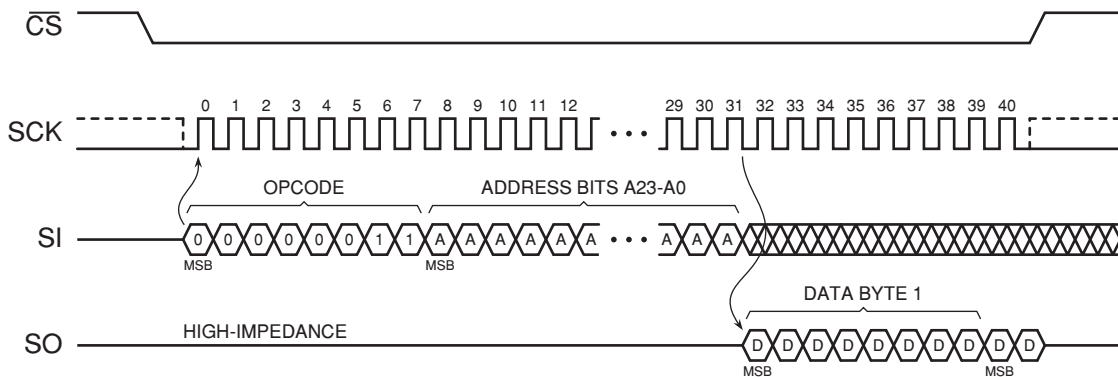 CS
0 1 2 3 4 5 6 7 8 9 10 11 12 29 30 31 32 33 34 35 36 37 38 39 40
SCK
OPCODE ADDRESS BITS A23-A0
SI 0 0 0 0 0 0 1 1 A A A A A A A A A
MSB MSB
DATA BYTE 1
HIGH-IMPEDANCE
SO D D D D D D D D D D
MSB MSB